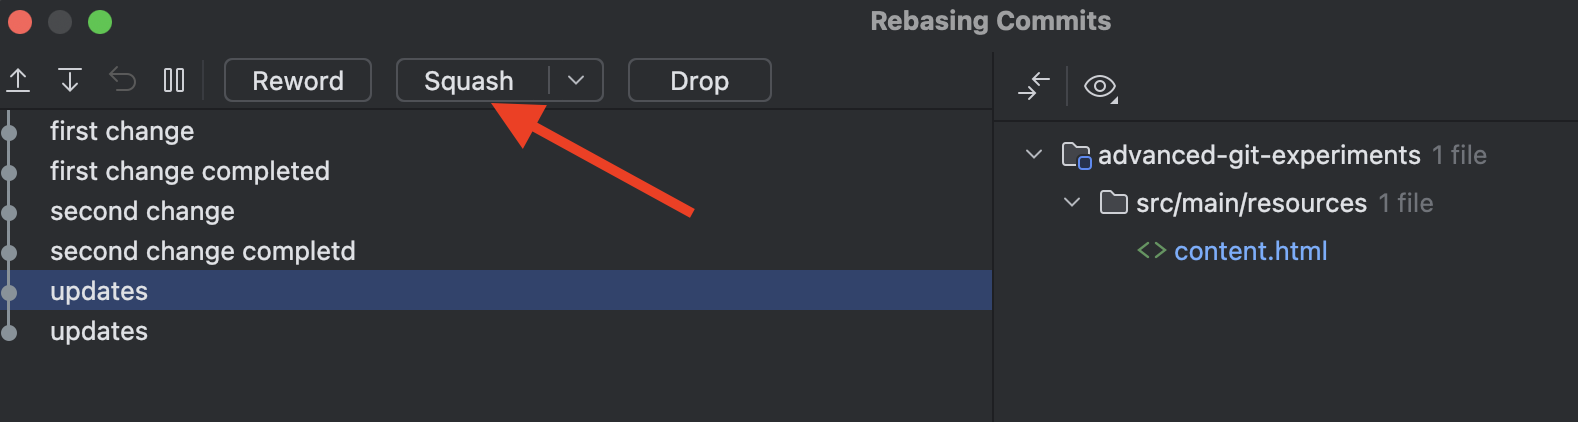 Rebasing Commits
Reword Squash Drop
first change
first change completed
second change
second change completd
updates
updates
advanced-git-experiments 1 file
src/main/resources 1 file
<> content.html